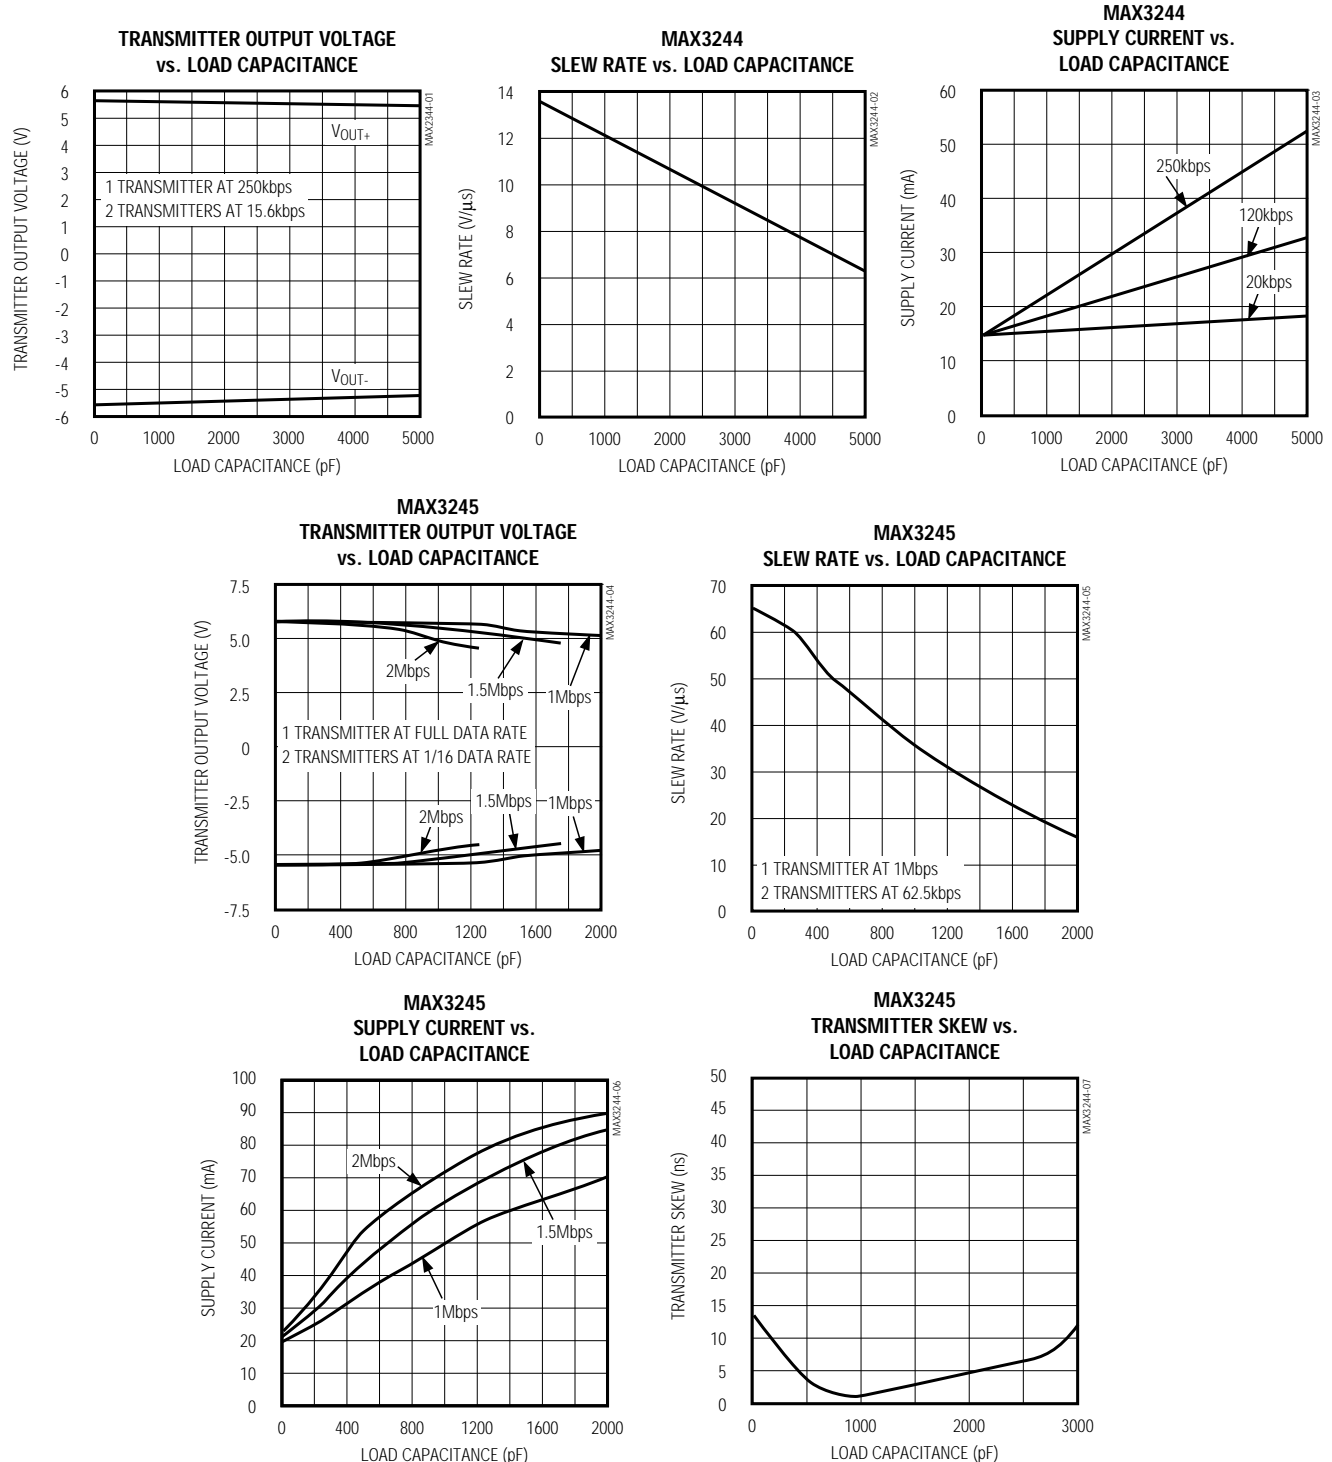 TRANSMITTER OUTPUT VOLTAGE
vs. LOAD CAPACITANCE
6
5
4
3
2
1
0
-1
-2
-3
-4
-5
-6
TRANSMITTER OUTPUT VOLTAGE (V)
VOUT+
1 TRANSMITTER AT 250kbps
2 TRANSMITTERS AT 15.6kbps
VOUT-
MAX2344-01
0 1000 2000 3000 4000 5000
LOAD CAPACITANCE (pF)
MAX3244
SLEW RATE vs. LOAD CAPACITANCE
14
12
10
8
6
4
2
0
SLEW RATE (V/μs)
MAX3244-02
0 1000 2000 3000 4000 5000
LOAD CAPACITANCE (pF)
MAX3244
SUPPLY CURRENT vs.
LOAD CAPACITANCE
60
50
40
30
20
10
0
SUPPLY CURRENT (mA)
250kbps
120kbps
20kbps
MAX3244-03
0 1000 2000 3000 4000 5000
LOAD CAPACITANCE (pF)
MAX3245
TRANSMITTER OUTPUT VOLTAGE
vs. LOAD CAPACITANCE
7.5
5.0
2.5
0
-2.5
-5.0
-7.5
TRANSMITTER OUTPUT VOLTAGE (V)
2Mbps
1.5Mbps
1Mbps
1 TRANSMITTER AT FULL DATA RATE
2 TRANSMITTERS AT 1/16 DATA RATE
1.5Mbps
1Mbps
2Mbps
MAX3244-04
0 400 800 1200 1600 2000
LOAD CAPACITANCE (pF)
MAX3245
SLEW RATE vs. LOAD CAPACITANCE
70
60
50
40
30
20
10
0
SLEW RATE (V/μs)
1 TRANSMITTER AT 1Mbps
2 TRANSMITTERS AT 62.5kbps
MAX3244-05
0 400 800 1200 1600 2000
LOAD CAPACITANCE (pF)
MAX3245
SUPPLY CURRENT vs.
LOAD CAPACITANCE
100
90
80
70
60
50
40
30
20
10
0
SUPPLY CURRENT (mA)
2Mbps
1.5Mbps
1Mbps
MAX3244-06
0 400 800 1200 1600 2000
LOAD CAPACITANCE (pF)
MAX3245
TRANSMITTER SKEW vs.
LOAD CAPACITANCE
50
45
40
35
30
25
20
15
10
5
0
TRANSMITTER SKEW (ns)
MAX3244-07
0 1000 2000 3000
LOAD CAPACITANCE (pF)